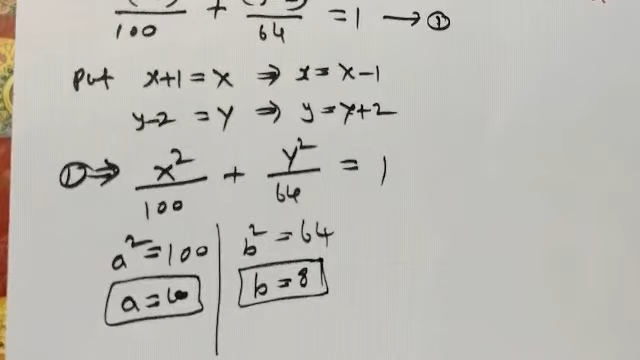 /100 + /64 = 1 → ①
Put x+1 = X ⇒ x = X-1
y-2 = Y ⇒ y = Y+2
① ⇒ X²/100 + Y²/64 = 1
a² = 100 b² = 64
a = 10 b = 8